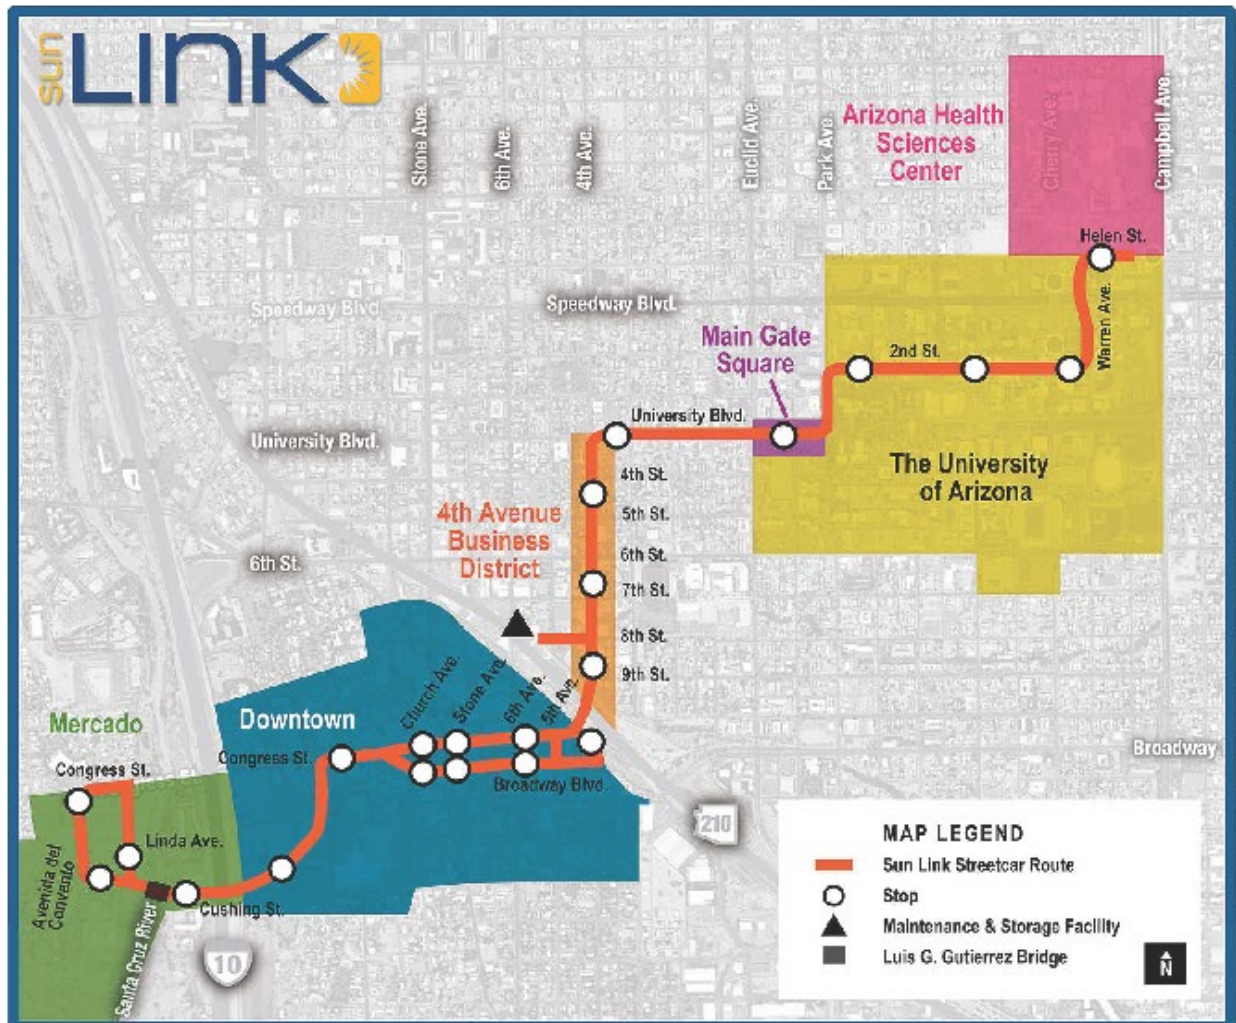 sun LINK
Stone Ave.
6th Ave.
4th Ave.
Euclid Ave.
Park Ave.
Arizona Health
Sciences
Center
Cherry Ave.
Campbell Ave.
Helen St.
Speedway Blvd.
Speedway Blvd.
Warren Ave.
Main Gate
Square
2nd St.
University Blvd.
University Blvd.
The University
of Arizona
4th St.
5th St.
4th Avenue
Business
District
6th St.
6th St.
7th St.
8th St.
9th St.
Church Ave.
Stone Ave.
6th Ave.
5th Ave.
Mercado
Downtown
Congress St.
Congress St.
Broadway Blvd.
Broadway
Linda Ave.
Avenida del
Convento
Cushing St.
Santa Cruz River
10
210
MAP LEGEND
Sun Link Streetcar Route
Stop
Maintenance & Storage Facility
Luis G. Gutierrez Bridge
N